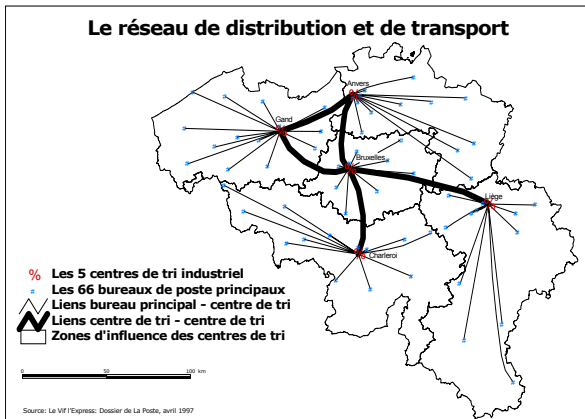 Le réseau de distribution et de transport
Anvers
Gand
Bruxelles
Liège
Charleroi
% Les 5 centres de tri industriel
# Les 66 bureaux de poste principaux
Liens bureau principal - centre de tri
Liens centre de tri - centre de tri
Zones d'influence des centres de tri
0 50 100 km
Source: Le Vif l'Express: Dossier de La Poste, avril 1997